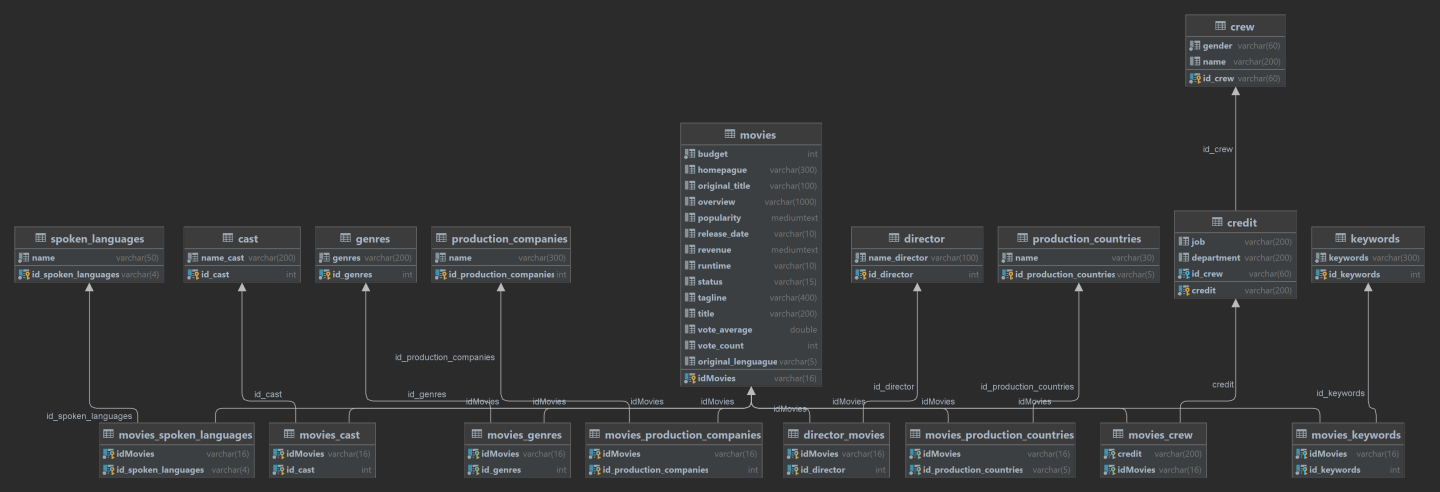 crew
gender varchar(60)
name varchar(200)
id_crew varchar(60)
id_crew
movies
budget int
homepague varchar(300)
original_title varchar(100)
overview varchar(1000)
popularity mediumtext
release_date varchar(10)
revenue mediumtext
runtime varchar(10)
status varchar(15)
tagline varchar(400)
title varchar(200)
vote_average double
vote_count int
original_lenguague varchar(5)
idMovies varchar(16)
spoken_languages
name varchar(50)
id_spoken_languages varchar(4)
cast
name_cast varchar(200)
id_cast int
genres
genres varchar(200)
id_genres int
production_companies
name varchar(300)
id_production_companies int
director
name_director varchar(100)
id_director int
production_countries
name varchar(30)
id_production_countries varchar(5)
credit
job varchar(200)
department varchar(200)
id_crew varchar(60)
credit varchar(200)
keywords
keywords varchar(300)
id_keywords int
id_production_companies
id_spoken_languages
id_cast
id_genres
idMovies
idMovies
idMovies
idMovies
idMovies
idMovies
idMovies
idMovies
id_director
id_production_countries
credit
id_keywords
movies_spoken_languages
idMovies varchar(16)
id_spoken_languages varchar(4)
movies_cast
idMovies varchar(16)
id_cast int
movies_genres
idMovies varchar(16)
id_genres int
movies_production_companies
idMovies varchar(16)
id_production_companies int
director_movies
idMovies varchar(16)
id_director int
movies_production_countries
idMovies varchar(16)
id_production_countries varchar(5)
movies_crew
credit varchar(200)
idMovies varchar(16)
movies_keywords
idMovies varchar(16)
id_keywords int